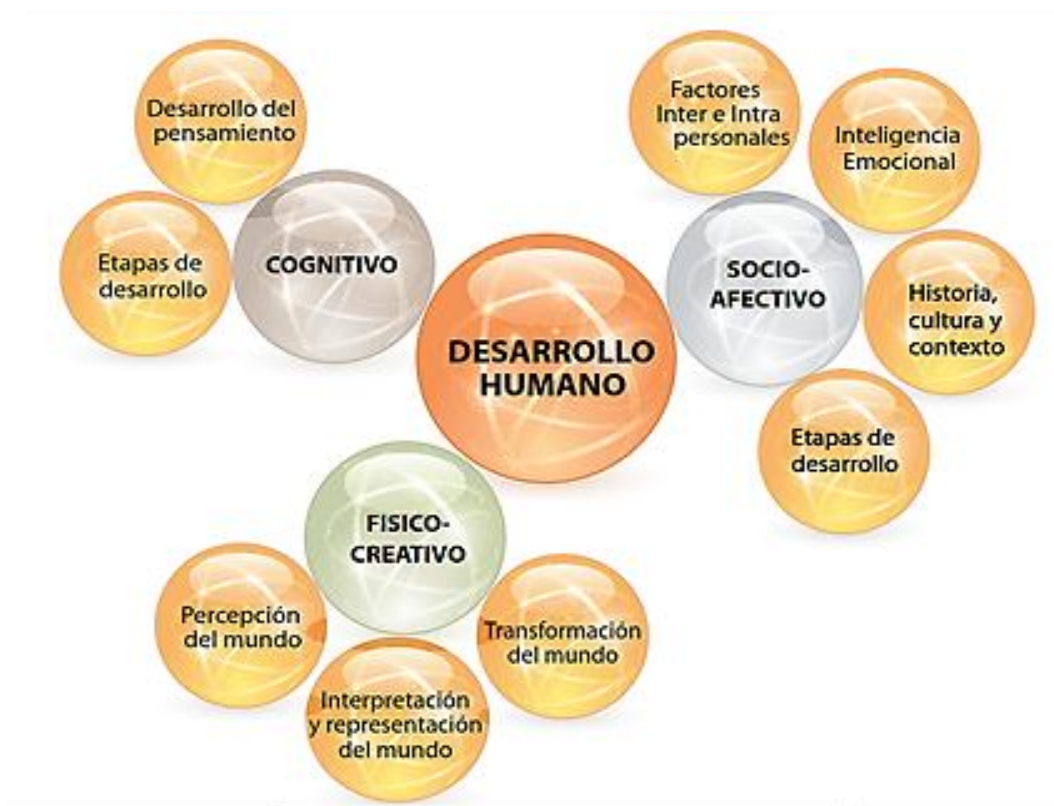 DESARROLLO
HUMANO
COGNITIVO
Desarrollo del
pensamiento
Etapas de
desarrollo
SOCIO-
AFECTIVO
Factores
Inter e Intra
personales
Inteligencia
Emocional
Historia,
cultura y
contexto
Etapas de
desarrollo
FISICO-
CREATIVO
Percepción
del mundo
Interpretación
y representación
del mundo
Transformación
del mundo